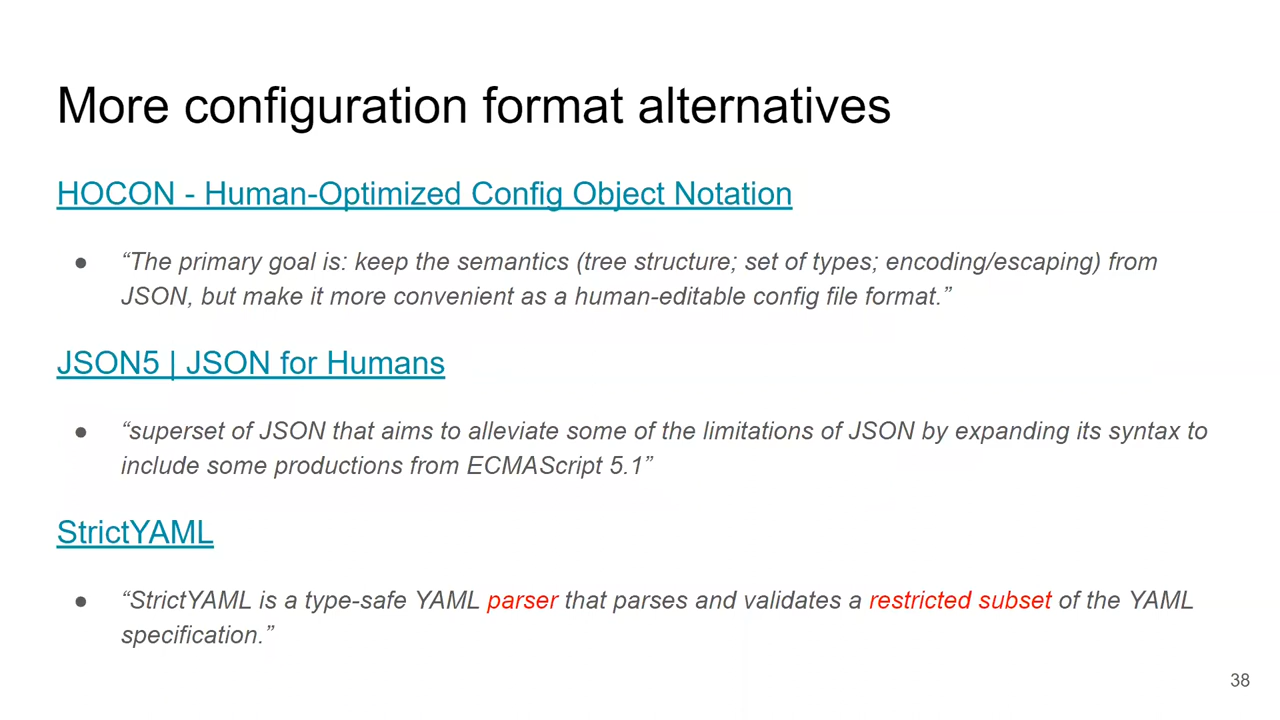 More configuration format alternatives
HOCON - Human-Optimized Config Object Notation
● “The primary goal is: keep the semantics (tree structure; set of types; encoding/escaping) from
JSON, but make it more convenient as a human-editable config file format.”
JSON5 | JSON for Humans
● “superset of JSON that aims to alleviate some of the limitations of JSON by expanding its syntax to
include some productions from ECMAScript 5.1”
StrictYAML
● “StrictYAML is a type-safe YAML parser that parses and validates a restricted subset of the YAML
specification.”
38